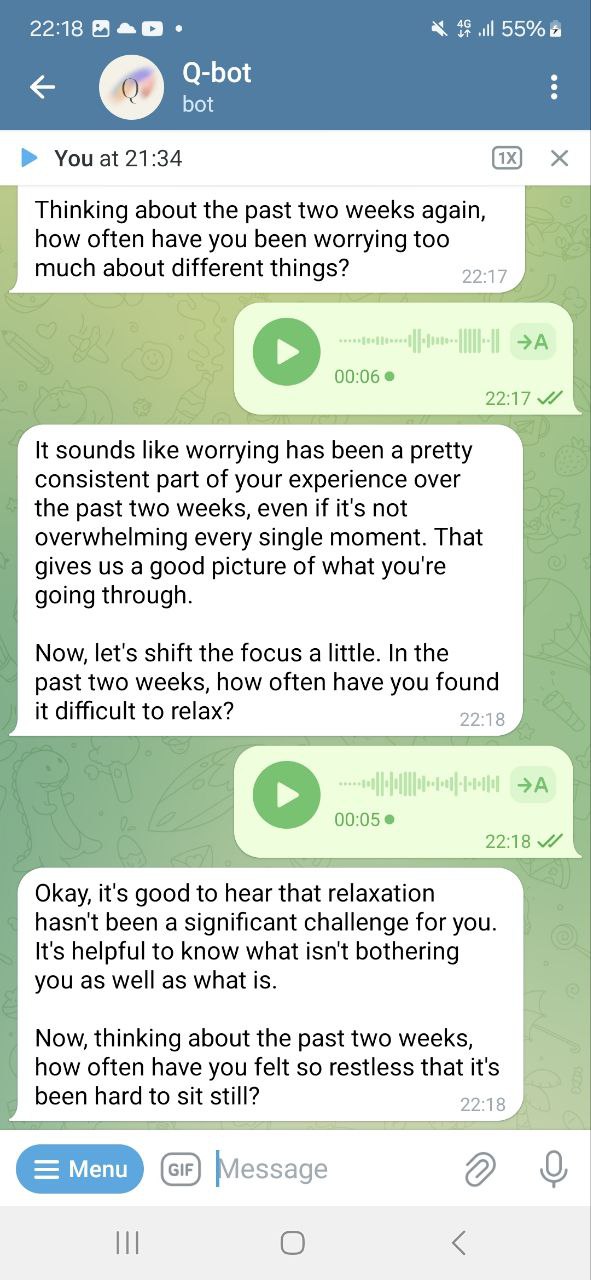 22:18
4G
55%
Q
Q-bot
bot
You at 21:34
1X
Thinking about the past two weeks again,
how often have you been worrying too
much about different things?
22:17
→A
00:06
22:17
It sounds like worrying has been a pretty
consistent part of your experience over
the past two weeks, even if it's not
overwhelming every single moment. That
gives us a good picture of what you're
going through.
Now, let's shift the focus a little. In the
past two weeks, how often have you found
it difficult to relax?
22:18
→A
00:05
22:18
Okay, it's good to hear that relaxation
hasn't been a significant challenge for you.
It's helpful to know what isn't bothering
you as well as what is.
Now, thinking about the past two weeks,
how often have you felt so restless that it's
been hard to sit still?
22:18
Menu
GIF
Message